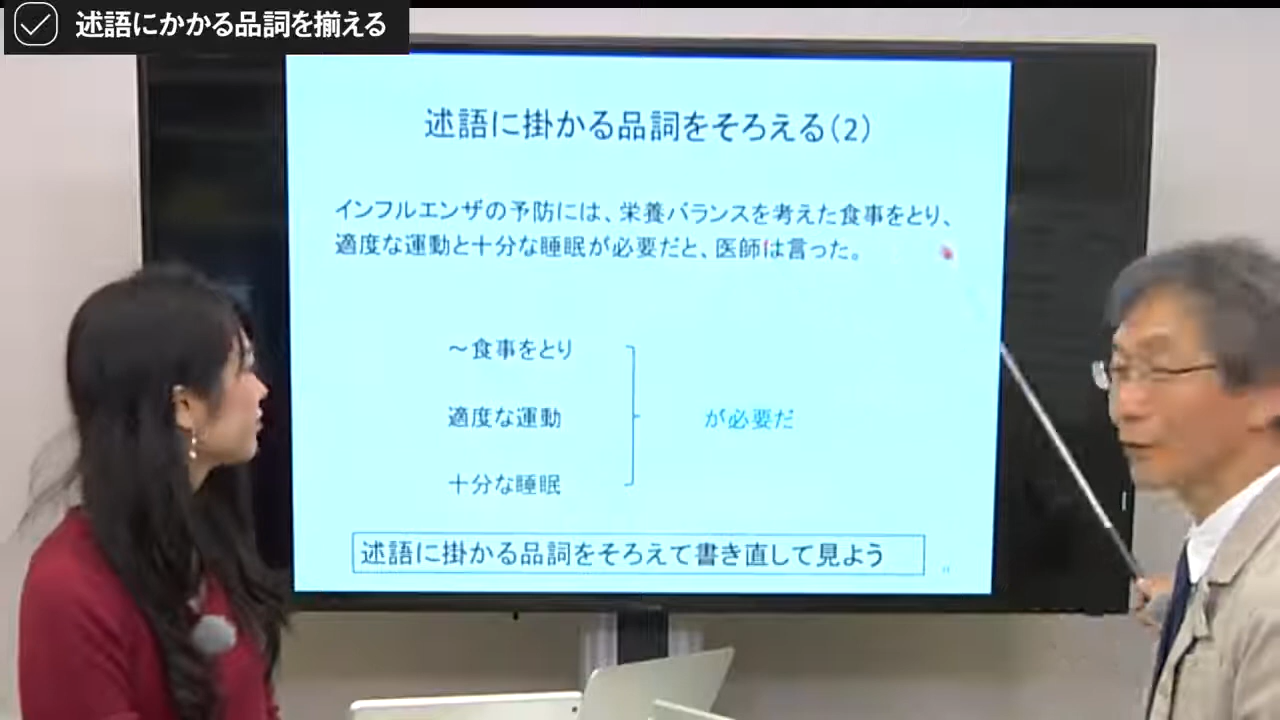 述語にかかる品詞を揃える
述語に掛かる品詞をそろえる(2)
インフルエンザの予防には、栄養バランスを考えた食事をとり、
適度な運動と十分な睡眠が必要だと、医師は言った。
～食事をとり
適度な運動
が必要だ
十分な睡眠
述語に掛かる品詞をそろえて書き直して見よう